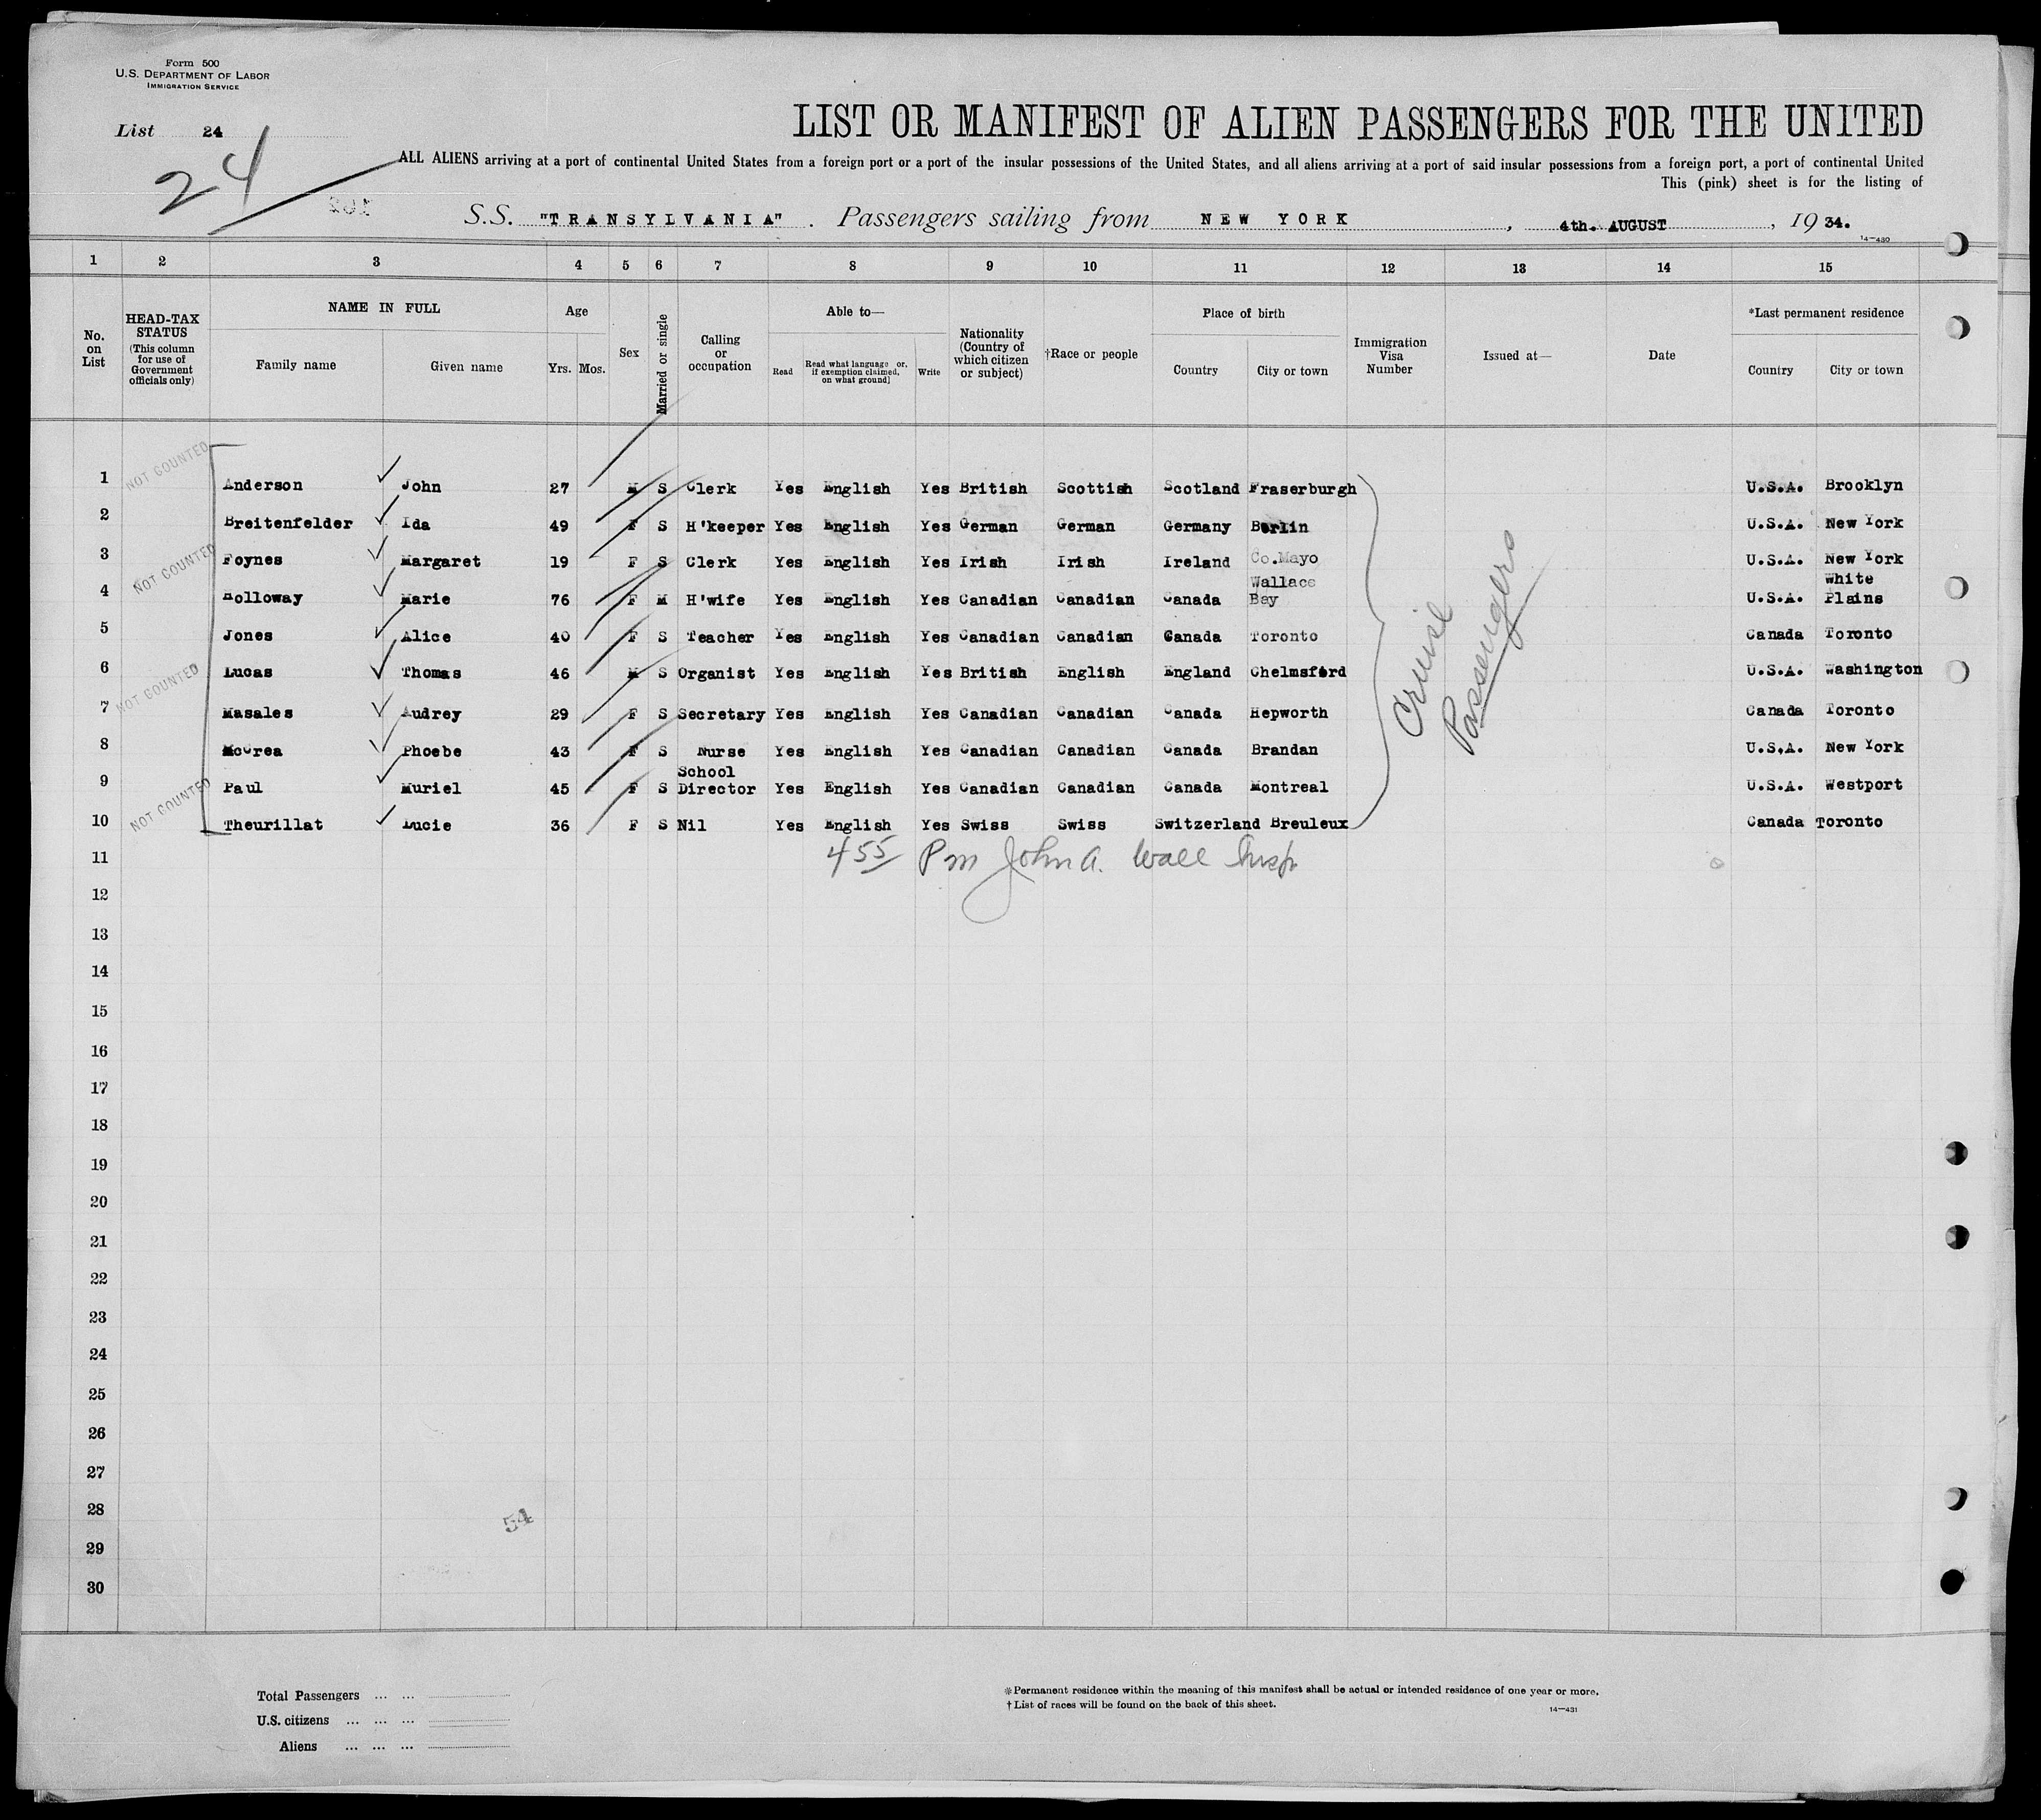 Form 500
U.S. DEPARTMENT OF LABOR
IMMIGRATION SERVICE
List 24
24
LIST OR MANIFEST OF ALIEN PASSENGERS FOR THE UNITED
ALL ALIENS arriving at a port of continental United States from a foreign port or a port of the insular possessions of the United States, and all aliens arriving at a port of said insular possessions from a foreign port, a port of continental United
This (pink) sheet is for the listing of
S.S. "TRANSYLVANIA". Passengers sailing from NEW YORK, 4th. AUGUST, 1934.
14—430
1 2 3 4 5 6 7 8 9 10 11 12 13 14 15
No. on List
HEAD-TAX STATUS (This column for use of Government officials only)
NAME IN FULL
Family name Given name
Age
Yrs. Mos.
Sex
Married or single
Calling or occupation
Able to—
Read Read what language or, if exemption claimed, on what ground] Write
Nationality (Country of which citizen or subject)
†Race or people
Place of birth
Country City or town
Immigration Visa Number
Issued at—
Date
*Last permanent residence
Country City or town
NOT COUNTED
1 Anderson John 27 M S Clerk Yes English Yes British Scottish Scotland Fraserburgh U.S.A. Brooklyn
2 Breitenfelder Ida 49 F S H'keeper Yes English Yes German German Germany Berlin U.S.A. New York
NOT COUNTED
3 Foynes Margaret 19 F S Clerk Yes English Yes Irish Irish Ireland Co.Mayo U.S.A. New York
4 Holloway Marie 76 F M H'wife Yes English Yes Canadian Canadian Canada Wallace Bay U.S.A. White Plains
5 Jones Alice 40 F S Teacher Yes English Yes Canadian Canadian Canada Toronto Canada Toronto
NOT COUNTED
6 Lucas Thomas 46 M S Organist Yes English Yes British English England Chelmsford U.S.A. Washington
7 Masales Audrey 29 F S Secretary Yes English Yes Canadian Canadian Canada Hepworth Canada Toronto
8 McCrea Phoebe 43 F S Nurse Yes English Yes Canadian Canadian Canada Brandan U.S.A. New York
NOT COUNTED
9 Paul Muriel 45 F S School Director Yes English Yes Canadian Canadian Canada Montreal U.S.A. Westport
10 Theurillat Lucie 36 F S Nil Yes English Yes Swiss Swiss Switzerland Breuleux Canada Toronto
Cruise
Passengers
11 455 Pm John A. Wall Insp
12
13
14
15
16
17
18
19
20
21
22
23
24
25
26
27
28
54
29
30
Total Passengers ... ...
U.S. citizens ... ... ...
Aliens ... ... ...
*Permanent residence within the meaning of this manifest shall be actual or intended residence of one year or more.
†List of races will be found on the back of this sheet.
14—431